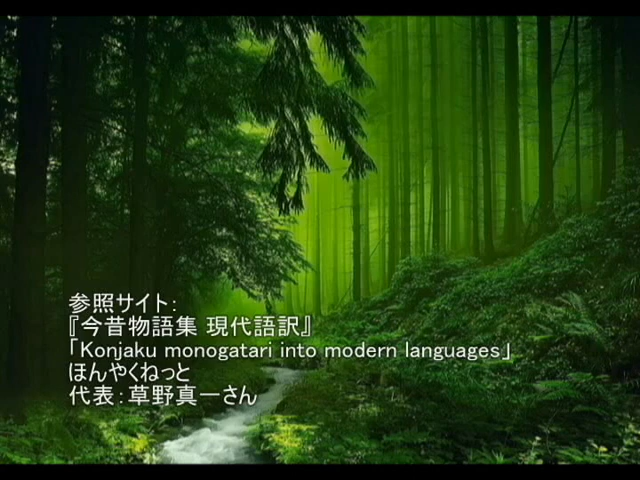 参照サイト：
『今昔物語集 現代語訳』
「Konjaku monogatari into modern languages」
ほんやくねっと
代表：草野真一さん